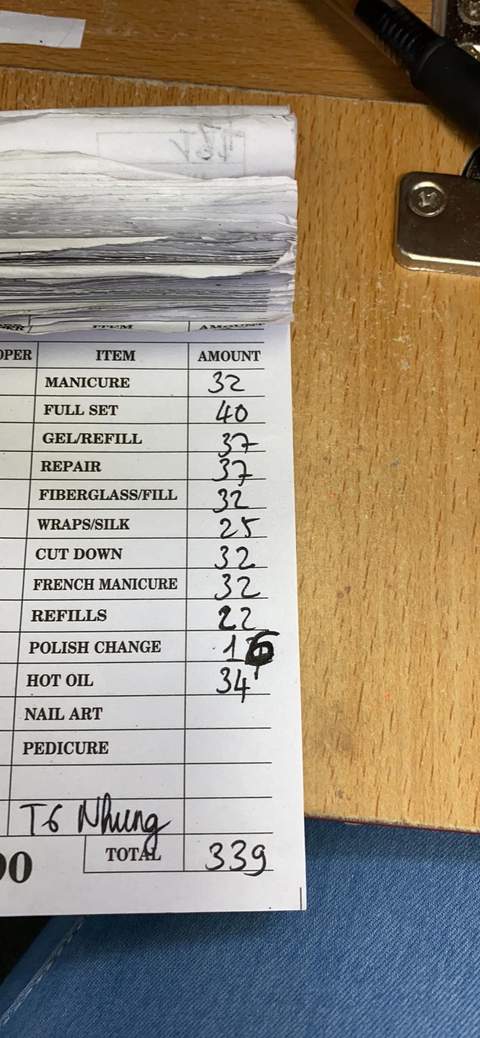 OPER ITEM AMOUNT
MANICURE 32
FULL SET 40
GEL/REFILL 37
REPAIR 37
FIBERGLASS/FILL 32
WRAPS/SILK 25
CUT DOWN 32
FRENCH MANICURE 32
REFILLS 22
POLISH CHANGE 16
HOT OIL 34
NAIL ART
PEDICURE
T6 Nhung
TOTAL 339